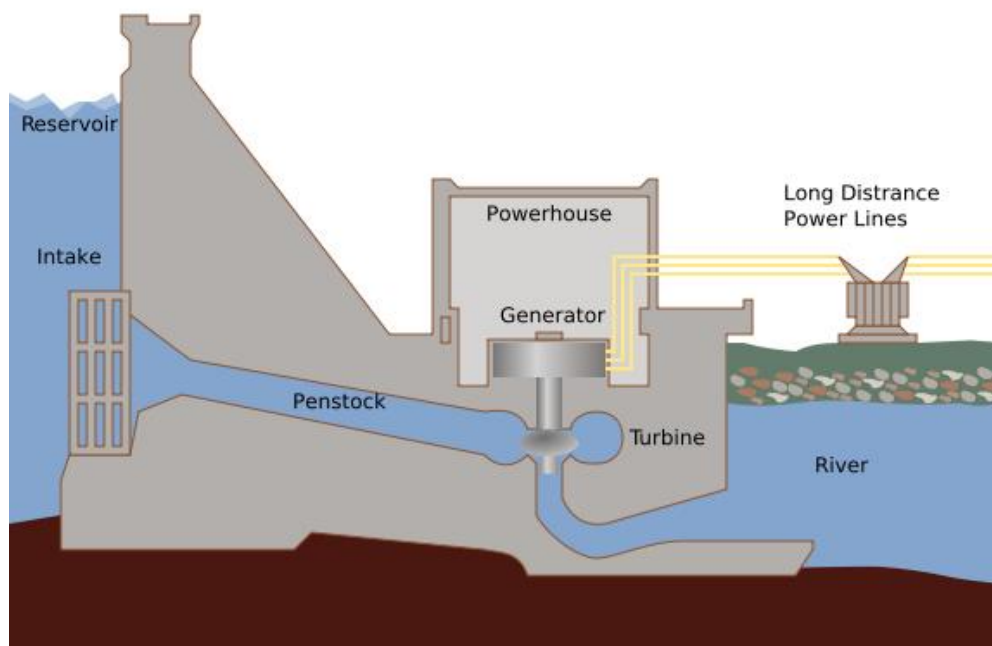 Reservoir
Intake
Powerhouse
Generator
Penstock
Turbine
Long Distrance
Power Lines
River